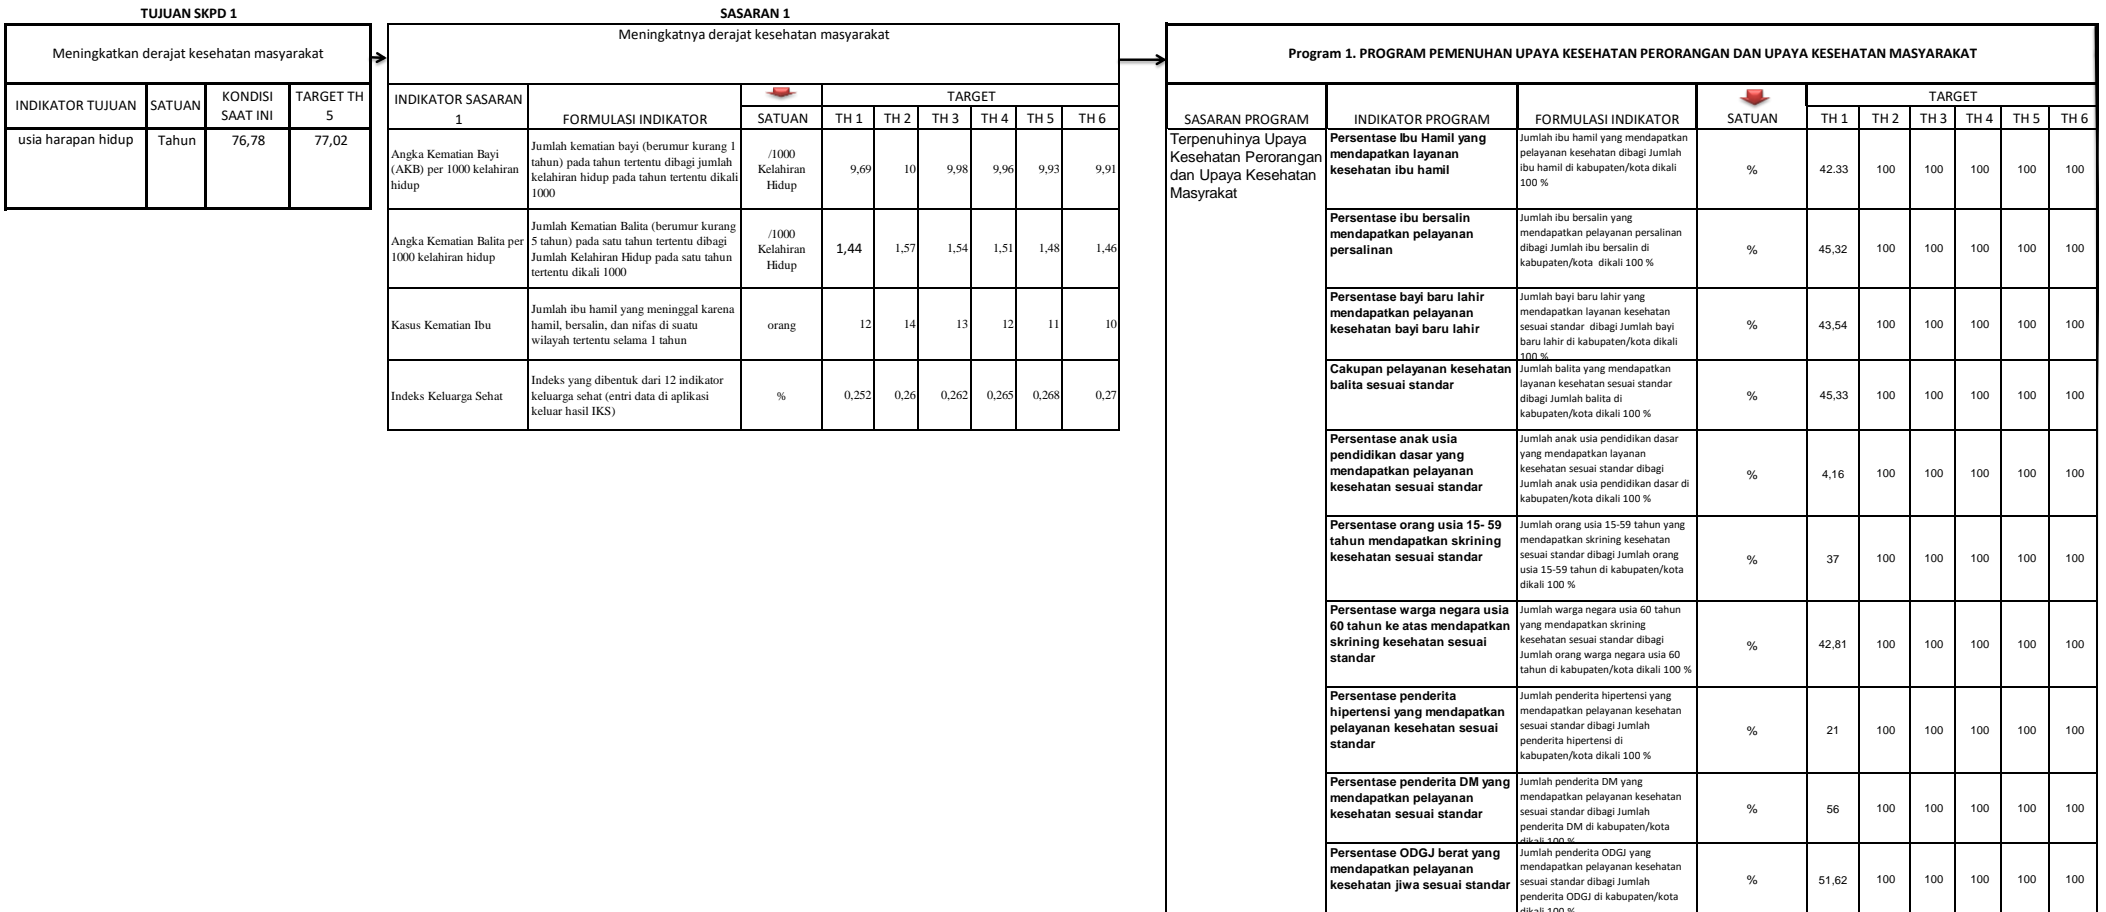 TUJUAN SKPD 1
Meningkatkan derajat kesehatan masyarakat
INDIKATOR TUJUAN SATUAN KONDISI SAAT INI TARGET TH 5
usia harapan hidup Tahun 76,78 77,02
SASARAN 1
Meningkatnya derajat kesehatan masyarakat
INDIKATOR SASARAN
1
FORMULASI INDIKATOR
SATUAN
TARGET
TH 1 TH 2 TH 3 TH 4 TH 5 TH 6
Angka Kematian Bayi
(AKB) per 1000 kelahiran
hidup
Jumlah kematian bayi (berumur kurang 1
tahun) pada tahun tertentu dibagi jumlah
kelahiran hidup pada tahun tertentu dikali
1000
/1000
Kelahiran
Hidup
9,69 10 9,98 9,96 9,93 9,91
Angka Kematian Balita per
1000 kelahiran hidup
Jumlah Kematian Balita (berumur kurang
5 tahun) pada satu tahun tertentu dibagi
Jumlah Kelahiran Hidup pada satu tahun
tertentu dikali 1000
/1000
Kelahiran
Hidup
1,44 1,57 1,54 1,51 1,48 1,46
Kasus Kematian Ibu
Jumlah ibu hamil yang meninggal karena
hamil, bersalin, dan nifas di suatu
wilayah tertentu selama 1 tahun
orang
12 14 13 12 11 10
Indeks Keluarga Sehat
Indeks yang dibentuk dari 12 indikator
keluarga sehat (entri data di aplikasi
keluar hasil IKS)
%
0,252 0,26 0,262 0,265 0,268 0,27
Program 1. PROGRAM PEMENUHAN UPAYA KESEHATAN PERORANGAN DAN UPAYA KESEHATAN MASYARAKAT
SASARAN PROGRAM INDIKATOR PROGRAM FORMULASI INDIKATOR SATUAN
TARGET
TH 1 TH 2 TH 3 TH 4 TH 5 TH 6
Terpenuhinya Upaya
Kesehatan Perorangan
dan Upaya Kesehatan
Masyrakat
Persentase Ibu Hamil yang
mendapatkan layanan
kesehatan ibu hamil
Jumlah ibu hamil yang mendapatkan
pelayanan kesehatan dibagi Jumlah
ibu hamil di kabupaten/kota dikali
100 %
%
42.33 100 100 100 100 100
Persentase ibu bersalin
mendapatkan pelayanan
persalinan
Jumlah ibu bersalin yang
mendapatkan pelayanan persalinan
dibagi Jumlah ibu bersalin di
kabupaten/kota dikali 100 %
%
45,32 100 100 100 100 100
Persentase bayi baru lahir
mendapatkan pelayanan
kesehatan bayi baru lahir
Jumlah bayi baru lahir yang
mendapatkan layanan kesehatan
sesuai standar dibagi Jumlah bayi
baru lahir di kabupaten/kota dikali
100 %
%
43,54 100 100 100 100 100
Cakupan pelayanan kesehatan
balita sesuai standar
Jumlah balita yang mendapatkan
layanan kesehatan sesuai standar
dibagi Jumlah balita di
kabupaten/kota dikali 100 %
%
45,33 100 100 100 100 100
Persentase anak usia
pendidikan dasar yang
mendapatkan pelayanan
kesehatan sesuai standar
Jumlah anak usia pendidikan dasar
yang mendapatkan layanan
kesehatan sesuai standar dibagi
Jumlah anak usia pendidikan dasar di
kabupaten/kota dikali 100 %
%
4,16 100 100 100 100 100
Persentase orang usia 15- 59
tahun mendapatkan skrining
kesehatan sesuai standar
Jumlah orang usia 15-59 tahun yang
mendapatkan skrining kesehatan
sesuai standar dibagi Jumlah orang
usia 15-59 tahun di kabupaten/kota
dikali 100 %
%
37 100 100 100 100 100
Persentase warga negara usia
60 tahun ke atas mendapatkan
skrining kesehatan sesuai
standar
Jumlah warga negara usia 60 tahun
yang mendapatkan skrining
kesehatan sesuai standar dibagi
Jumlah orang warga negara usia 60
tahun di kabupaten/kota dikali 100 %
%
42,81 100 100 100 100 100
Persentase penderita
hipertensi yang mendapatkan
pelayanan kesehatan sesuai
standar
Jumlah penderita hipertensi yang
mendapatkan pelayanan kesehatan
sesuai standar dibagi Jumlah
penderita hipertensi di
kabupaten/kota dikali 100 %
%
21 100 100 100 100 100
Persentase penderita DM yang
mendapatkan pelayanan
kesehatan sesuai standar
Jumlah penderita DM yang
mendapatkan pelayanan kesehatan
sesuai standar dibagi Jumlah
penderita DM di kabupaten/kota
dikali 100 %
%
56 100 100 100 100 100
Persentase ODGJ berat yang
mendapatkan pelayanan
kesehatan jiwa sesuai standar
Jumlah penderita ODGJ yang
mendapatkan pelayanan kesehatan
sesuai standar dibagi Jumlah
penderita ODGJ di kabupaten/kota
dikali 100 %
%
51,62 100 100 100 100 100